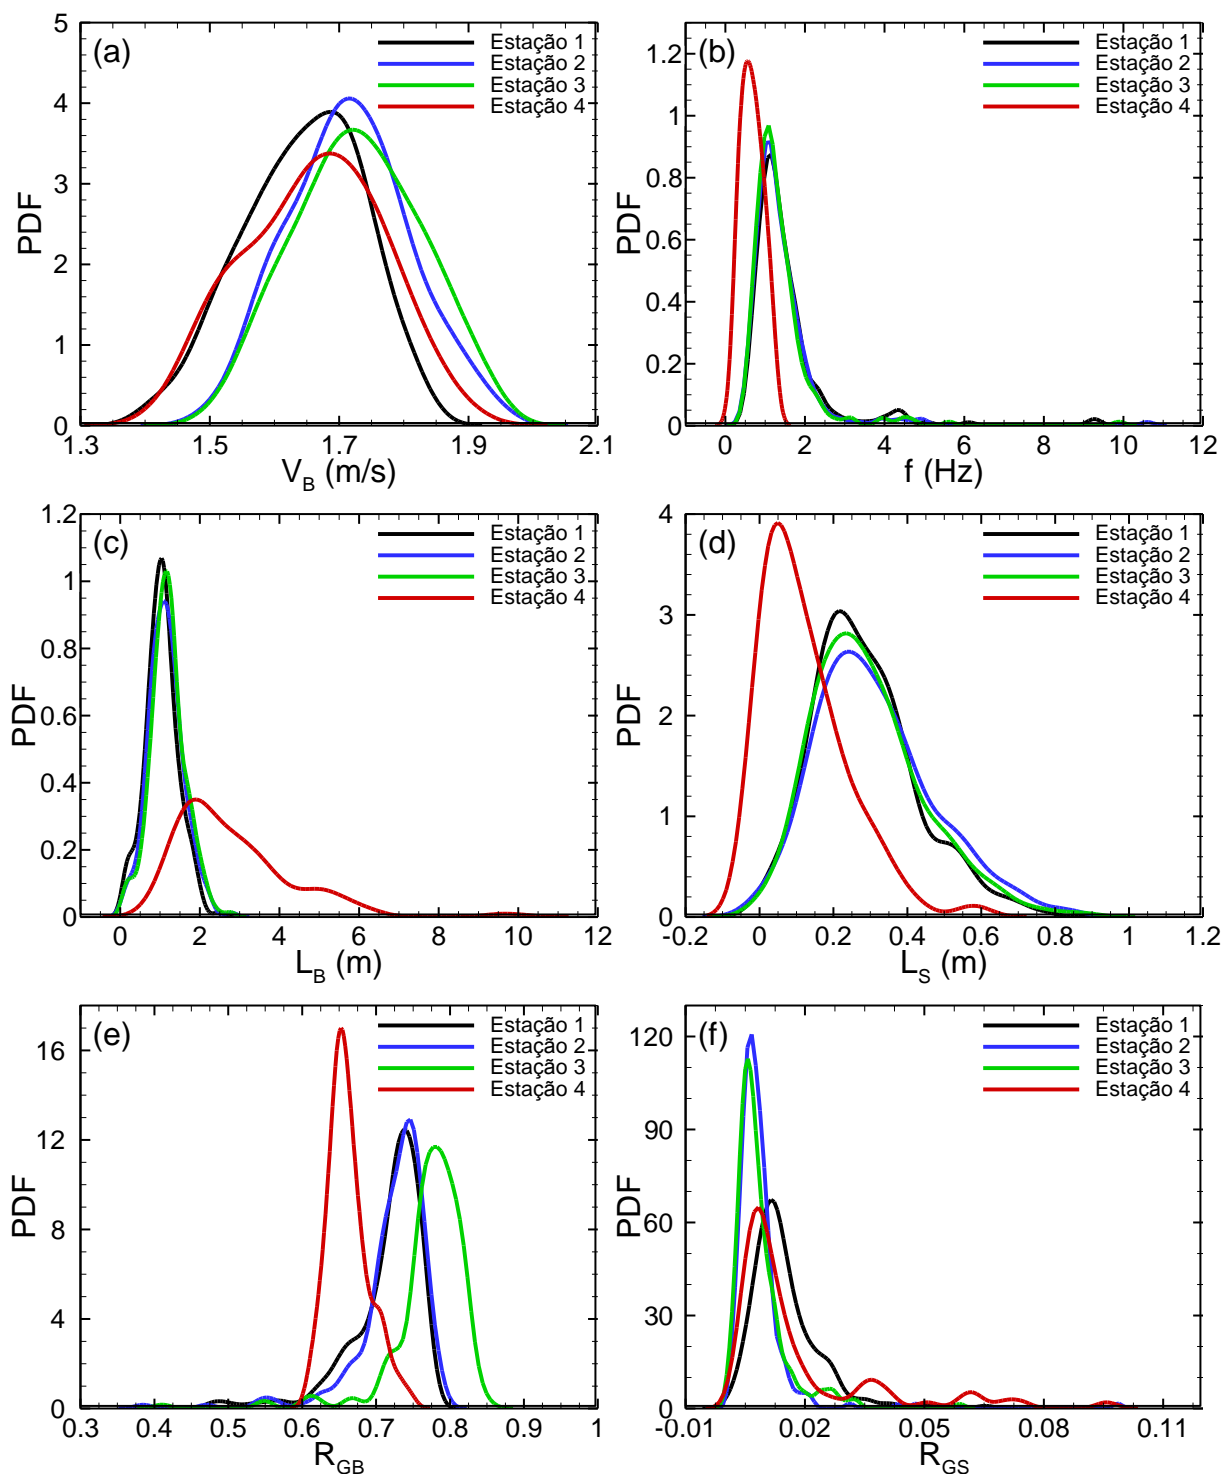 (a)
Estação 1
Estação 2
Estação 3
Estação 4
PDF
5
4
3
2
1
0
1.3 1.5 1.7 1.9 2.1
V_B (m/s)
(b)
Estação 1
Estação 2
Estação 3
Estação 4
PDF
1.2
1
0.8
0.6
0.4
0.2
0
0 2 4 6 8 10 12
f (Hz)
(c)
Estação 1
Estação 2
Estação 3
Estação 4
PDF
1.2
1
0.8
0.6
0.4
0.2
0
0 2 4 6 8 10 12
L_B (m)
(d)
Estação 1
Estação 2
Estação 3
Estação 4
PDF
4
3
2
1
0
-0.2 0 0.2 0.4 0.6 0.8 1 1.2
L_S (m)
(e)
Estação 1
Estação 2
Estação 3
Estação 4
PDF
16
12
8
4
0
0.3 0.4 0.5 0.6 0.7 0.8 0.9 1
R_GB
(f)
Estação 1
Estação 2
Estação 3
Estação 4
PDF
120
90
60
30
0
-0.01 0.02 0.05 0.08 0.11
R_GS